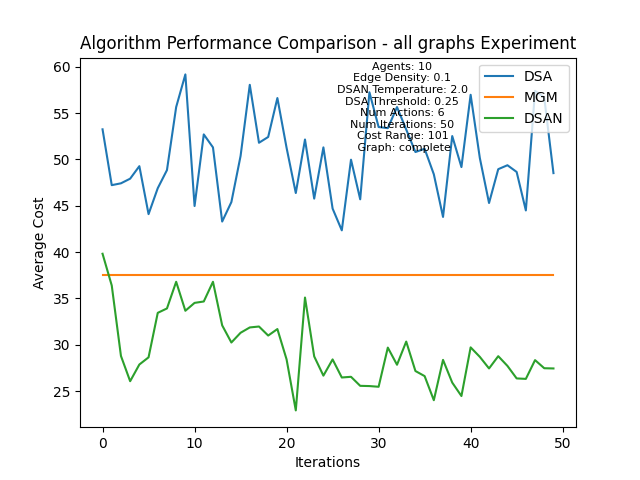 Algorithm Performance Comparison - all graphs Experiment
Agents: 10
Edge Density: 0.1
DSAN Temperature: 2.0
DSA Threshold: 0.25
Num Actions: 6
Num Iterations: 50
Cost Range: 101
Graph: complete
DSA
MGM
DSAN
Average Cost
60
55
50
45
40
35
30
25
0 10 20 30 40 50
Iterations